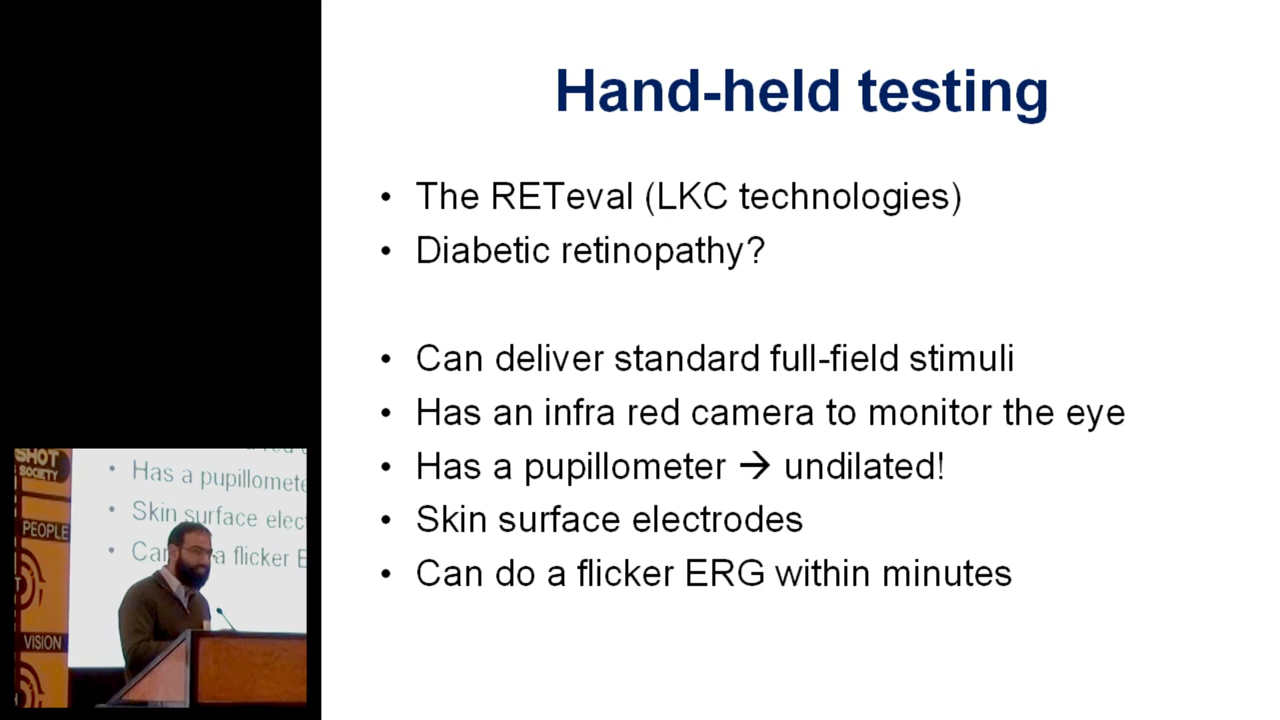 Hand-held testing
• The RETeval (LKC technologies)
• Diabetic retinopathy?
• Can deliver standard full-field stimuli
• Has an infra red camera to monitor the eye
• Has a pupillometer → undilated!
• Skin surface electrodes
• Can do a flicker ERG within minutes
SHOT
SOCIETY
PEOPLE
VISION
• Has a pupillomete
• Skin surface elec
• Ca a flicker E